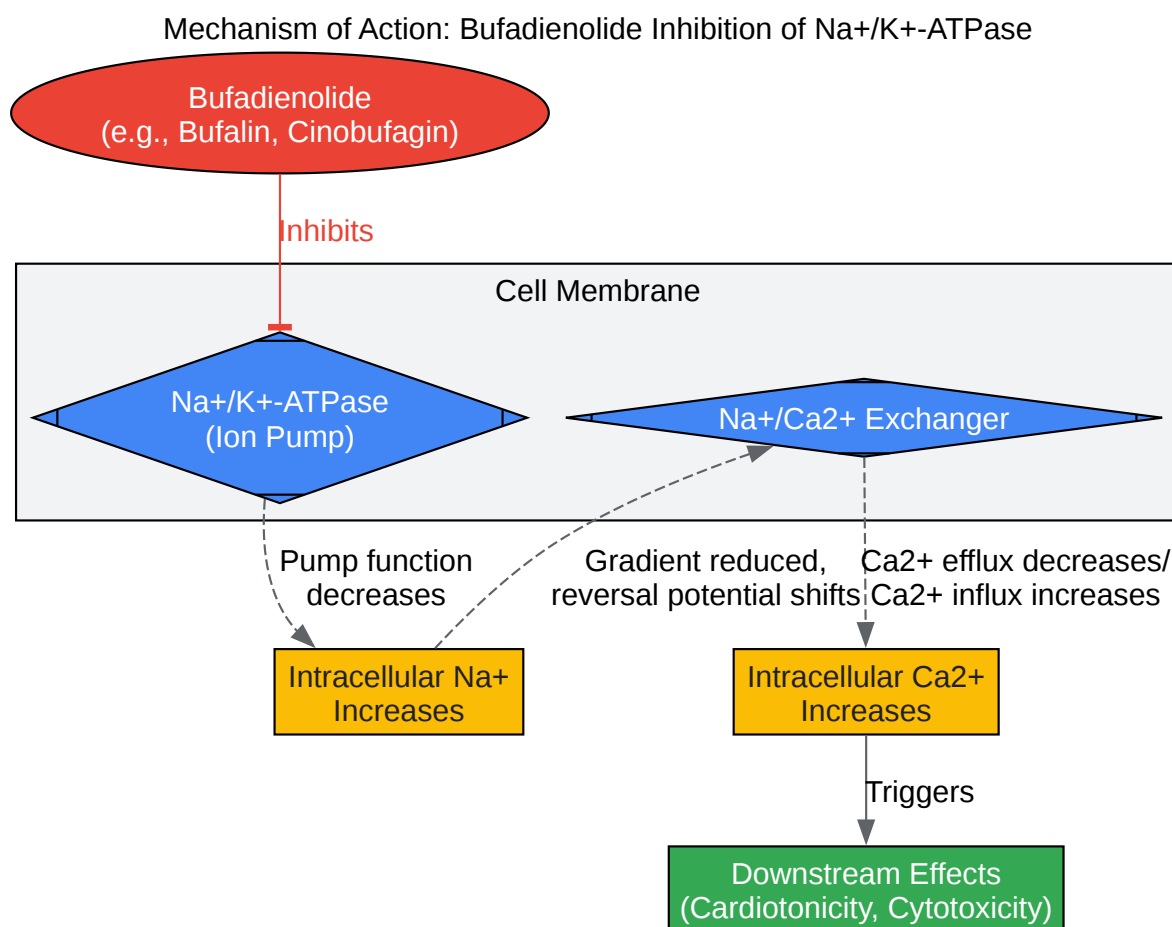 Mechanism of Action: Bufadienolide Inhibition of Na+/K+-ATPase
Bufadienolide
(e.g., Bufalin, Cinobufagin)
Inhibits
Cell Membrane
Na+/K+-ATPase
(Ion Pump)
Na+/Ca2+ Exchanger
Pump function
decreases
Gradient reduced,
reversal potential shifts
Ca2+ efflux decreases/
Ca2+ influx increases
Intracellular Na+
Increases
Intracellular Ca2+
Increases
Triggers
Downstream Effects
(Cardiotonicity, Cytotoxicity)